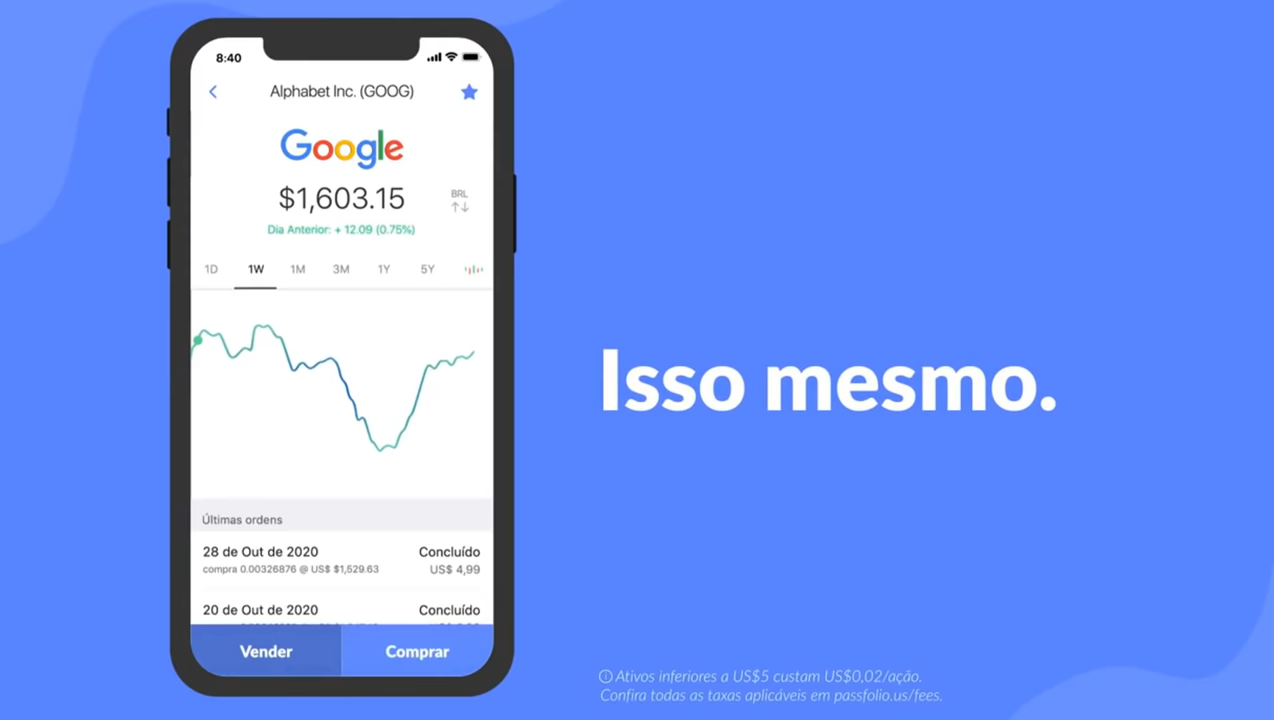 8:40
Alphabet Inc. (GOOG)
Google
$1,603.15
BRL
Dia Anterior: + 12.09 (0.75%)
1D 1W 1M 3M 1Y 5Y
Isso mesmo.
Últimas ordens
28 de Out de 2020 Concluído
compra 0.00326876 @ US$ $1,529.63 US$ 4,99
20 de Out de 2020 Concluído
Vender Comprar
Ativos inferiores a US$5 custam US$0,02/ação.
Confira todas as taxas aplicáveis em passfolio.us/fees.